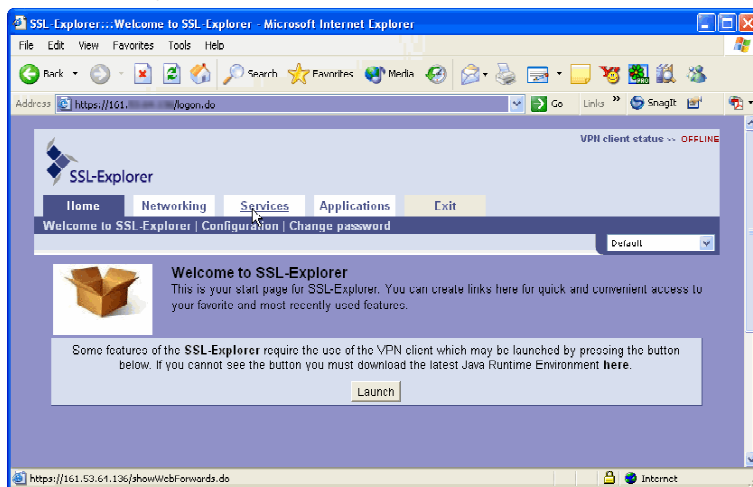 SSL-Explorer:::Welcome to SSL-Explorer - Microsoft Internet Explorer
File Edit View Favorites Tools Help
Back Search Favorites Media
Address https://161. /logon.do Go Links » SnagIt
VPN client status >> OFFLINE
SSL-Explorer
Home Networking Services Applications Exit
Welcome to SSL-Explorer | Configuration | Change password
Default
Welcome to SSL-Explorer
This is your start page for SSL-Explorer. You can create links here for quick and convenient access to
your favorite and most recently used features.
Some features of the SSL-Explorer require the use of the VPN client which may be launched by pressing the button
below. If you cannot see the button you must download the latest Java Runtime Environment here.
Launch
https://161.53.64.136/showWebForwards.do Internet